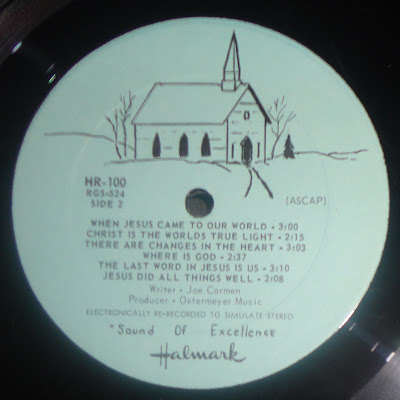 HR-100
RGS-524
SIDE 2
(ASCAP)
WHEN JESUS CAME TO OUR WORLD - 3:00
CHRIST IS THE WORLDS TRUE LIGHT - 2:15
THERE ARE CHANGES IN THE HEART - 3:03
WHERE IS GOD - 2:37
THE LAST WORD IN JESUS IS US - 3:10
JESUS DID ALL THINGS WELL - 2:08
Writer - Joe Carmen
Producer - Ostermeyer Music
ELECTRONICALLY RE-RECORDED TO SIMULATE STEREO
"Sound Of Excellence
Halmark